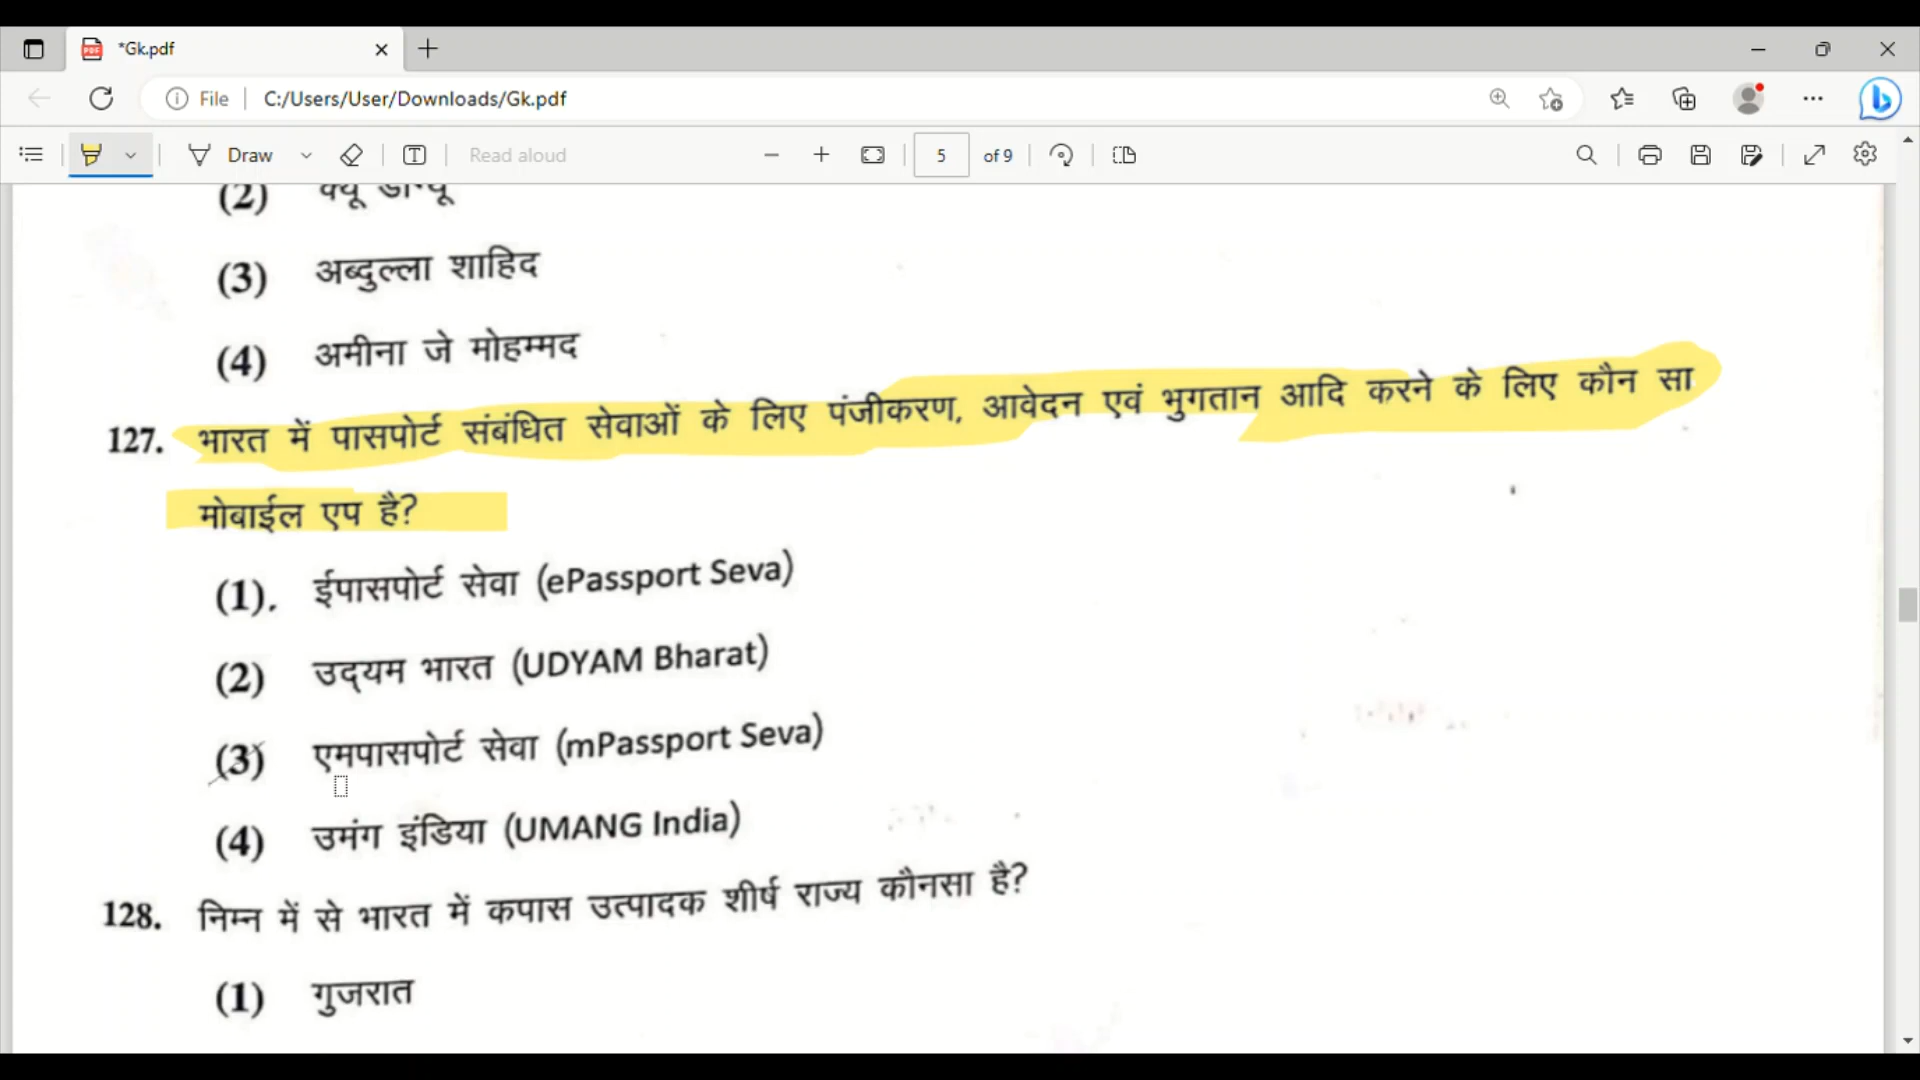 *Gk.pdf
File
C:/Users/User/Downloads/Gk.pdf
Draw
Read aloud
5 of 9
(2)
(3) अब्दुल्ला शाहिद
(4) अमीना जे मोहम्मद
127. भारत में पासपोर्ट संबंधित सेवाओं के लिए पंजीकरण, आवेदन एवं भुगतान आदि करने के लिए कौन सा
मोबाईल एप है?
(1). ईपासपोर्ट सेवा (ePassport Seva)
(2) उद्यम भारत (UDYAM Bharat)
(3) एमपासपोर्ट सेवा (mPassport Seva)
(4) उमंग इंडिया (UMANG India)
128. निम्न में से भारत में कपास उत्पादक शीर्ष राज्य कौनसा है?
(1) गुजरात